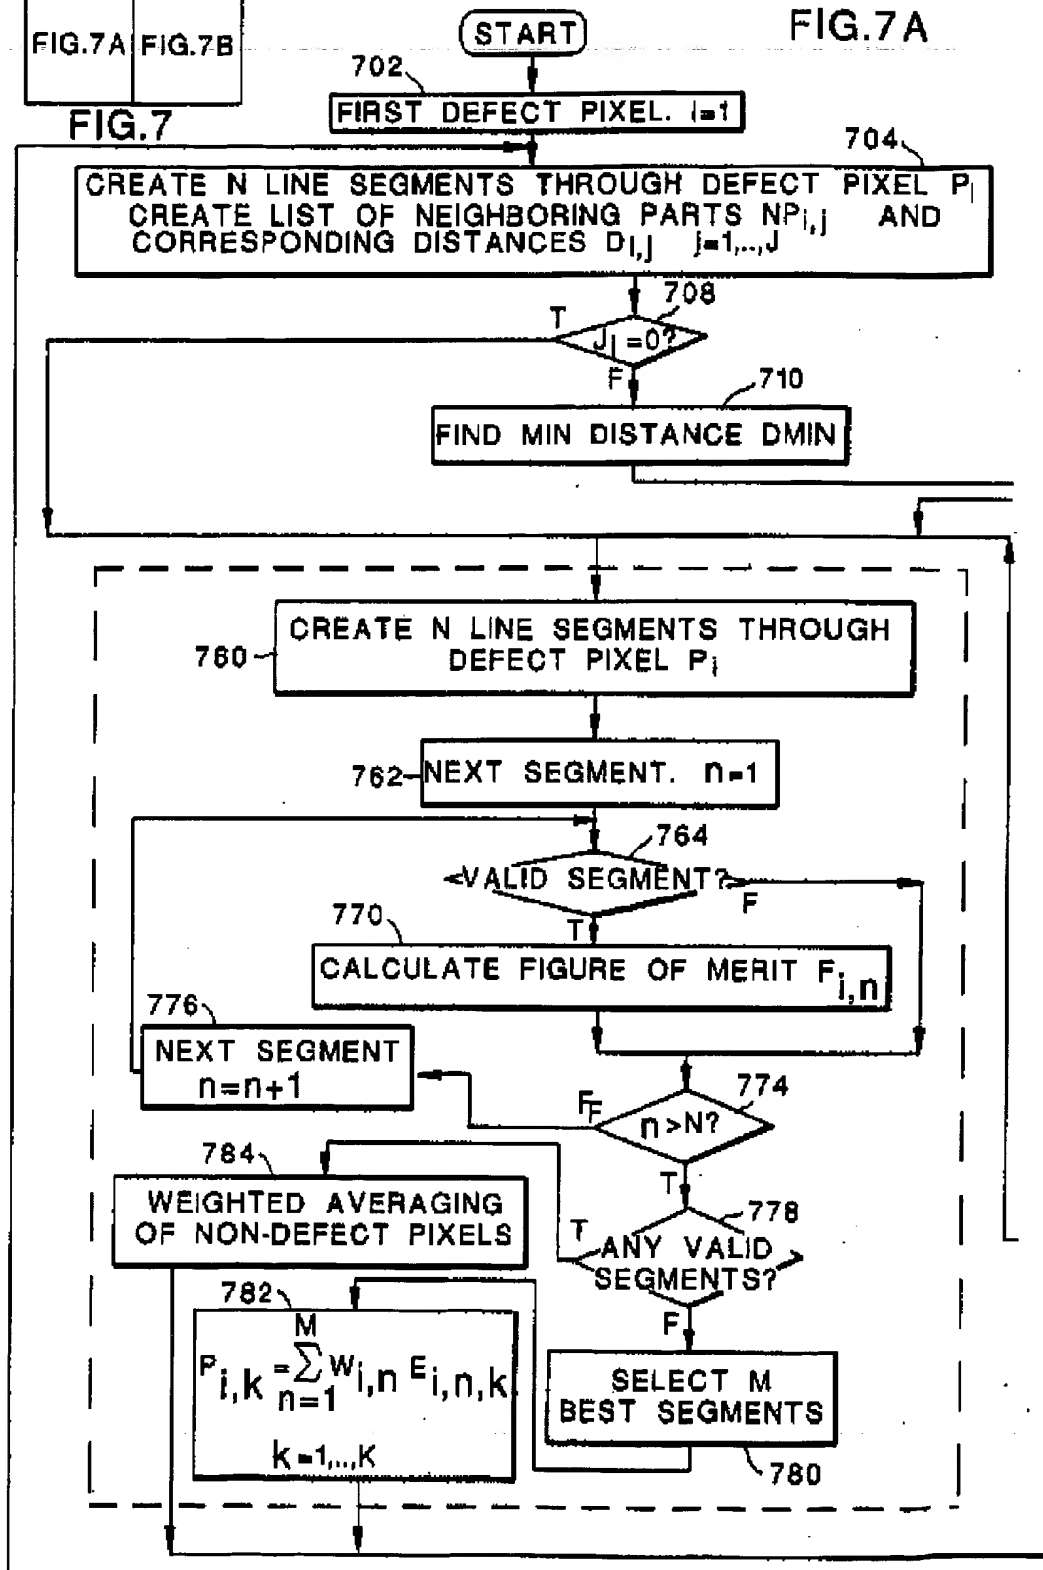 FIG.7A FIG.7B
FIG.7
START
FIG.7A
702
FIRST DEFECT PIXEL. i=1
704
CREATE N LINE SEGMENTS THROUGH DEFECT PIXEL Pi
CREATE LIST OF NEIGHBORING PARTS NPi,j AND
CORRESPONDING DISTANCES Di,j j=1,..,J
708
T
Ji =0?
F
710
FIND MIN DISTANCE DMIN
760
CREATE N LINE SEGMENTS THROUGH
DEFECT PIXEL Pi
762
NEXT SEGMENT. n=1
764
VALID SEGMENT?
F
T
770
CALCULATE FIGURE OF MERIT Fi,n
776
NEXT SEGMENT
n=n+1
774
FF
n>N?
T
784
WEIGHTED AVERAGING
OF NON-DEFECT PIXELS
778
T
ANY VALID
SEGMENTS?
F
782
M
Pi,k = ∑ Wi,n Ei,n,k
n=1
k=1,..,K
SELECT M
BEST SEGMENTS
780